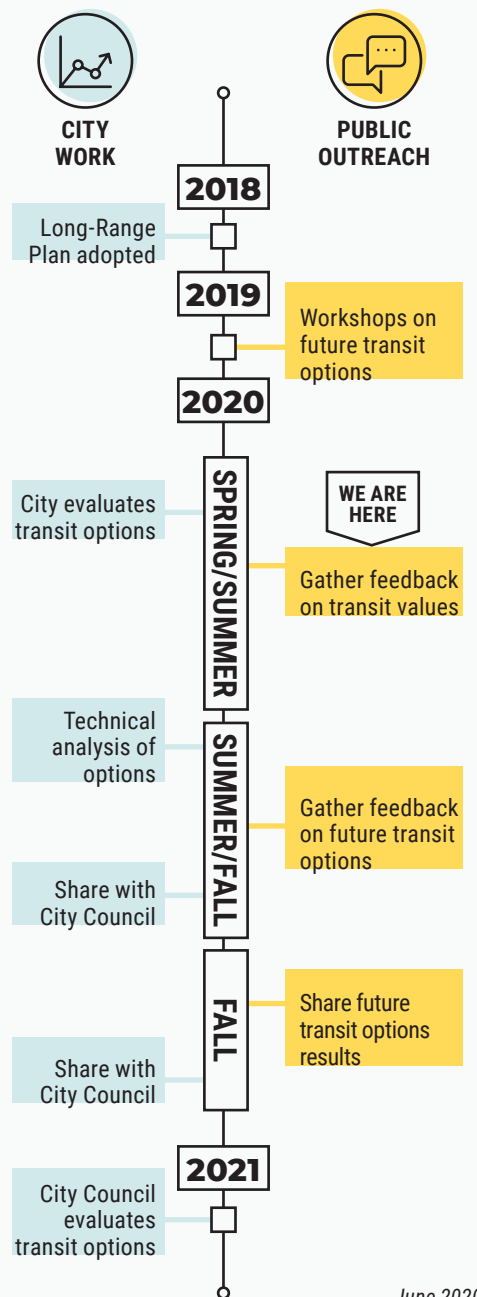 CITY
WORK
PUBLIC
OUTREACH
2018
Long-Range
Plan adopted
2019
Workshops on
future transit
options
2020
SPRING/SUMMER
City evaluates
transit options
WE ARE
HERE
Gather feedback
on transit values
SUMMER/FALL
Technical
analysis of
options
Gather feedback
on future transit
options
Share with
City Council
FALL
Share future
transit options
results
Share with
City Council
2021
City Council
evaluates
transit options
June 2020